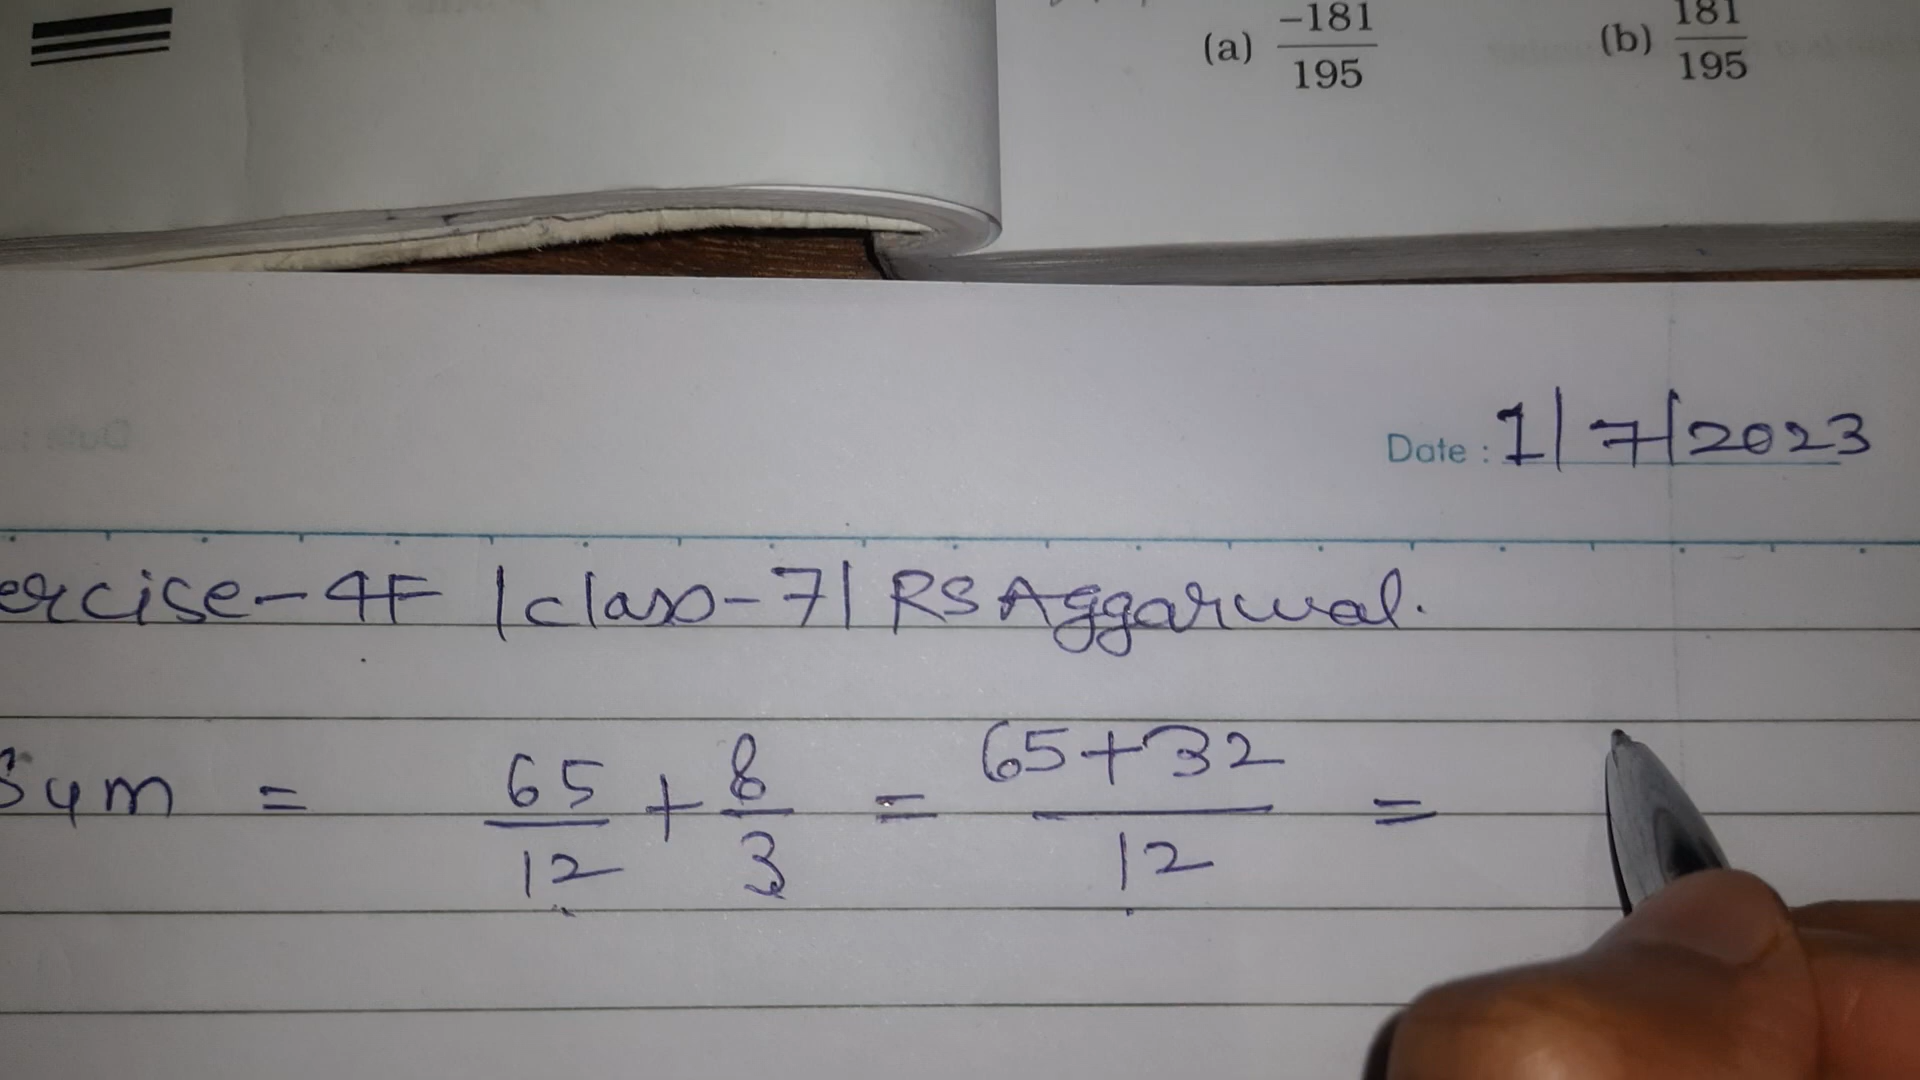 (a) −181/195 (b) 181/195
Date : 1/7/2023
ercise-4F | class-7 | RS Aggarwal.
Sum = 65/12 + 8/3 = 65+32/12 =